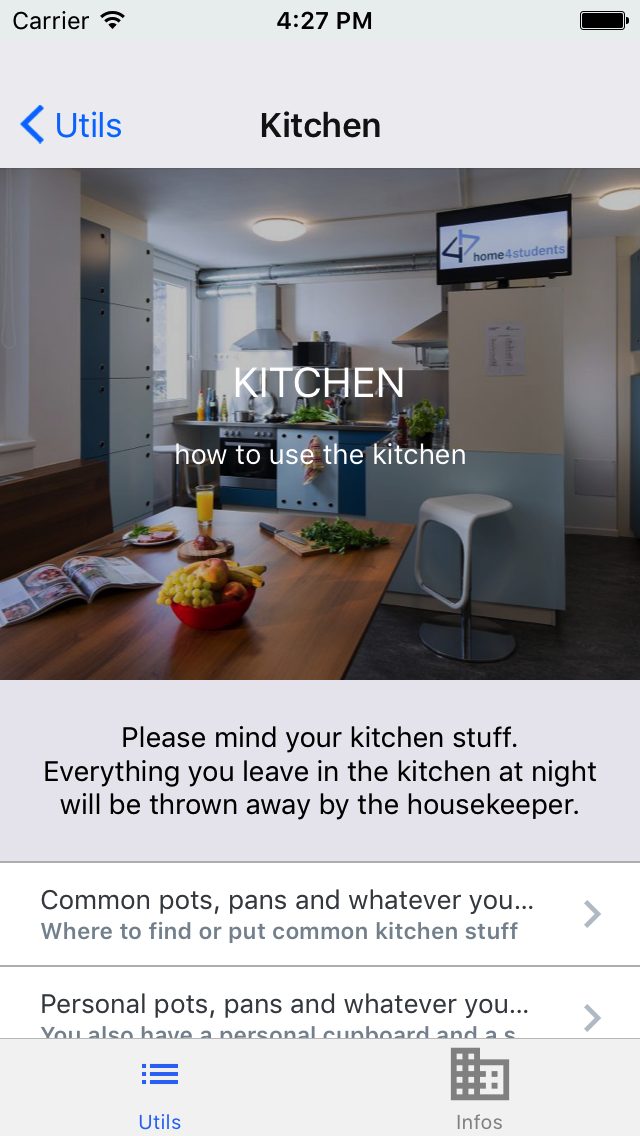 Carrier 4:27 PM
Utils Kitchen
home4students
KITCHEN
how to use the kitchen
Please mind your kitchen stuff.
Everything you leave in the kitchen at night
will be thrown away by the housekeeper.
Common pots, pans and whatever you...
Where to find or put common kitchen stuff
Personal pots, pans and whatever you...
You also have a personal cupboard and a s
Utils Infos